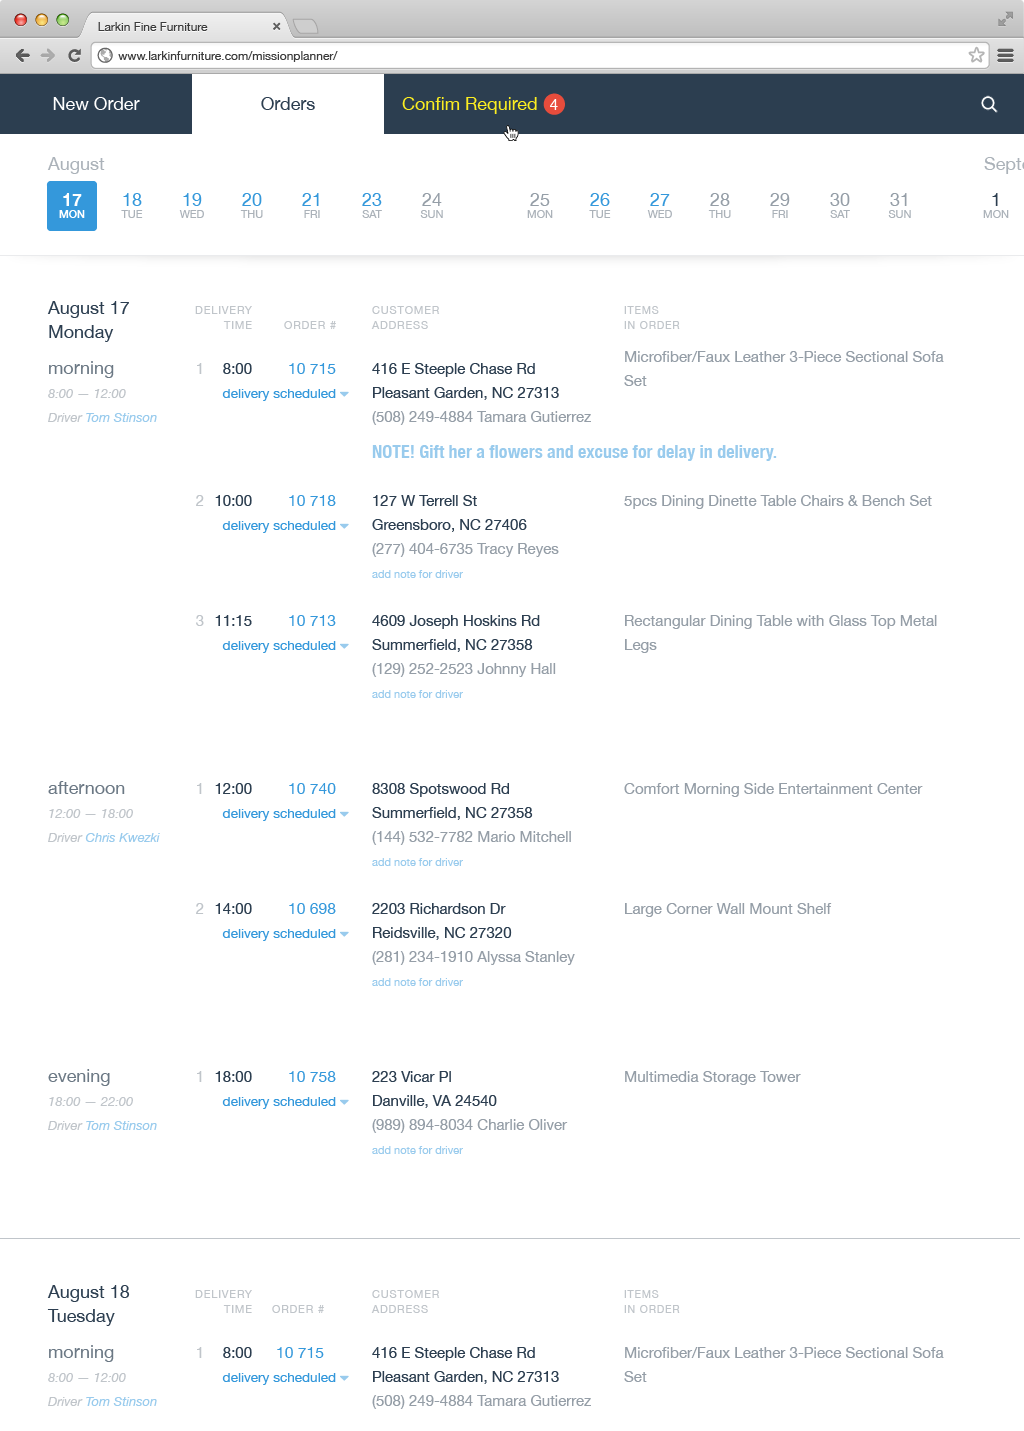 Larkin Fine Furniture
www.larkinfurniture.com/missionplanner/
New Order
Orders
Confim Required 4
August
Septe
17 18 19 20 21 23 24 25 26 27 28 29 30 31 1
MON TUE WED THU FRI SAT SUN MON TUE WED THU FRI SAT SUN MON
August 17
Monday
DELIVERY
TIME
ORDER #
CUSTOMER
ADDRESS
ITEMS
IN ORDER
morning
8:00 — 12:00
Driver Tom Stinson
1 8:00 10 715
delivery scheduled
416 E Steeple Chase Rd
Pleasant Garden, NC 27313
(508) 249-4884 Tamara Gutierrez
Microfiber/Faux Leather 3-Piece Sectional Sofa
Set
NOTE! Gift her a flowers and excuse for delay in delivery.
2 10:00 10 718
delivery scheduled
127 W Terrell St
Greensboro, NC 27406
(277) 404-6735 Tracy Reyes
add note for driver
5pcs Dining Dinette Table Chairs & Bench Set
3 11:15 10 713
delivery scheduled
4609 Joseph Hoskins Rd
Summerfield, NC 27358
(129) 252-2523 Johnny Hall
add note for driver
Rectangular Dining Table with Glass Top Metal
Legs
afternoon
12:00 — 18:00
Driver Chris Kwezki
1 12:00 10 740
delivery scheduled
8308 Spotswood Rd
Summerfield, NC 27358
(144) 532-7782 Mario Mitchell
add note for driver
Comfort Morning Side Entertainment Center
2 14:00 10 698
delivery scheduled
2203 Richardson Dr
Reidsville, NC 27320
(281) 234-1910 Alyssa Stanley
add note for driver
Large Corner Wall Mount Shelf
evening
18:00 — 22:00
Driver Tom Stinson
1 18:00 10 758
delivery scheduled
223 Vicar Pl
Danville, VA 24540
(989) 894-8034 Charlie Oliver
add note for driver
Multimedia Storage Tower
August 18
Tuesday
DELIVERY
TIME
ORDER #
CUSTOMER
ADDRESS
ITEMS
IN ORDER
morning
8:00 — 12:00
Driver Tom Stinson
1 8:00 10 715
delivery scheduled
416 E Steeple Chase Rd
Pleasant Garden, NC 27313
(508) 249-4884 Tamara Gutierrez
Microfiber/Faux Leather 3-Piece Sectional Sofa
Set